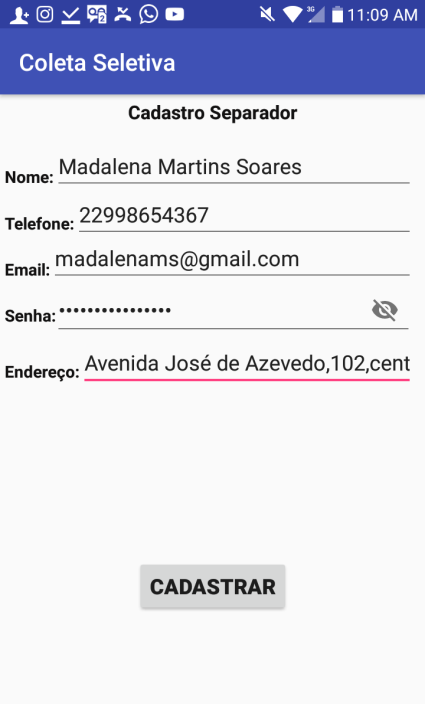 3G 11:09 AM
Coleta Seletiva
Cadastro Separador
Nome: Madalena Martins Soares
Telefone: 22998654367
Email: madalenams@gmail.com
Senha: •••••••••••••••
Endereço: Avenida José de Azevedo,102,cent
CADASTRAR